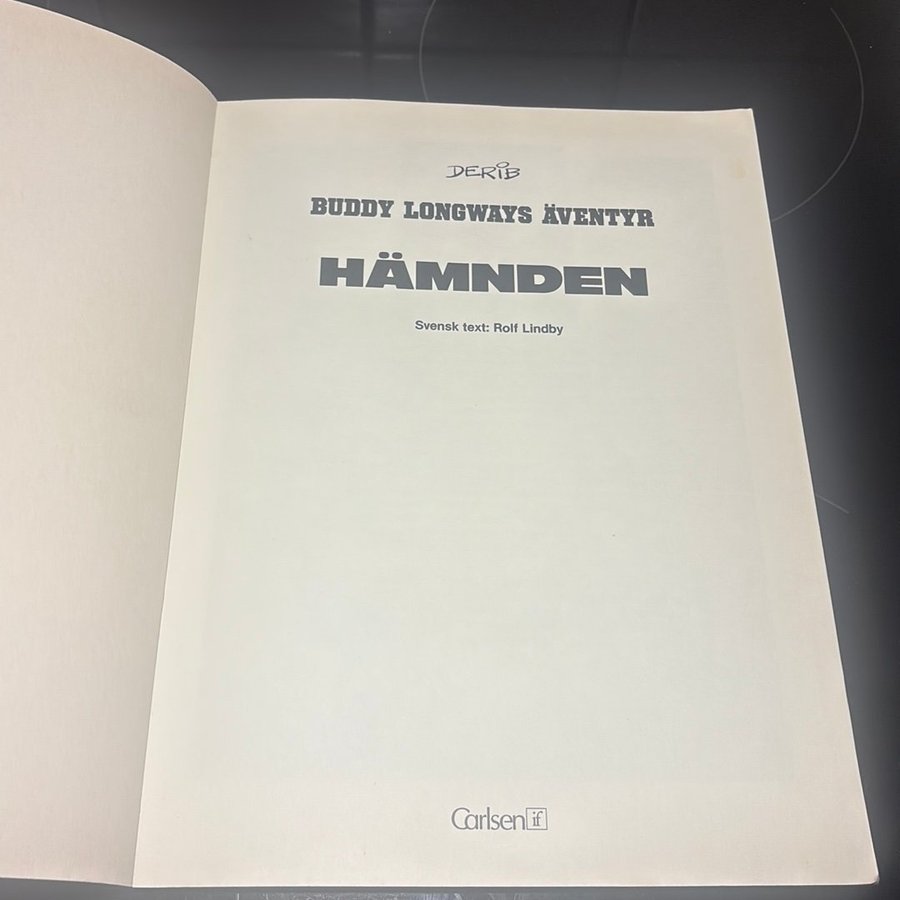 DERIB
BUDDY LONGWAYS ÄVENTYR
HÄMNDEN
Svensk text: Rolf Lindby
Carlsen if